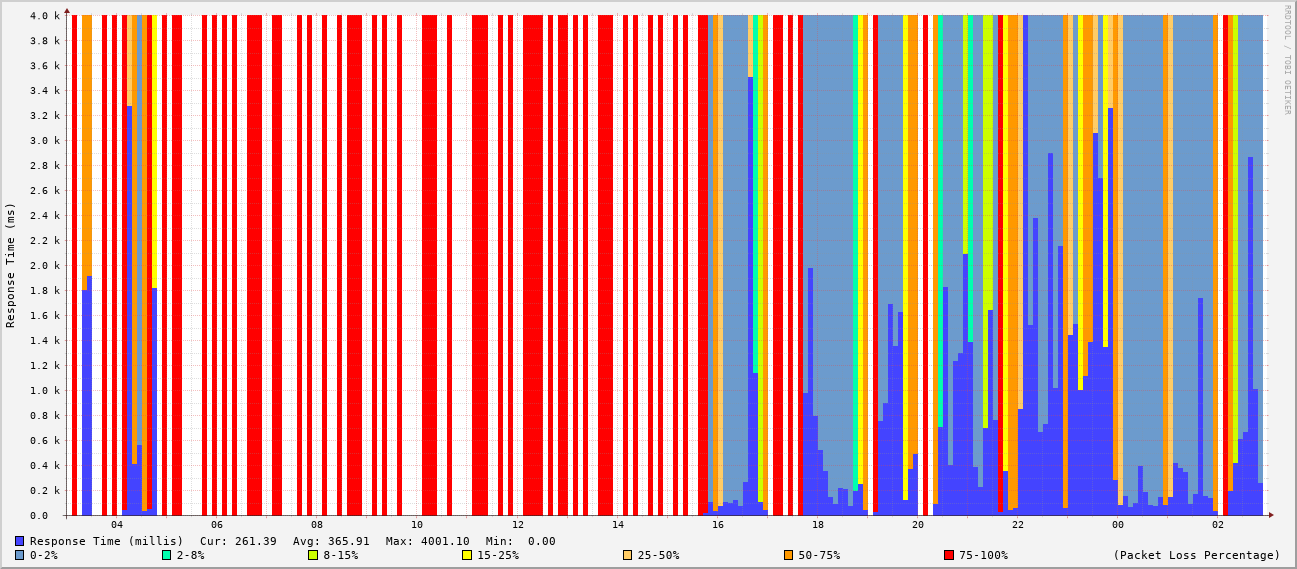 4.0 k
3.8 k
3.6 k
3.4 k
3.2 k
3.0 k
2.8 k
2.6 k
2.4 k
2.2 k
2.0 k
1.8 k
1.6 k
1.4 k
1.2 k
1.0 k
0.8 k
0.6 k
0.4 k
0.2 k
0.0
Response Time (ms)
RRDTOOL / TOBI OETIKER
04 06 08 10 12 14 16 18 20 22 00 02
Response Time (millis) Cur: 261.39 Avg: 365.91 Max: 4001.10 Min: 0.00
0-2% 2-8% 8-15% 15-25% 25-50% 50-75% 75-100% (Packet Loss Percentage)